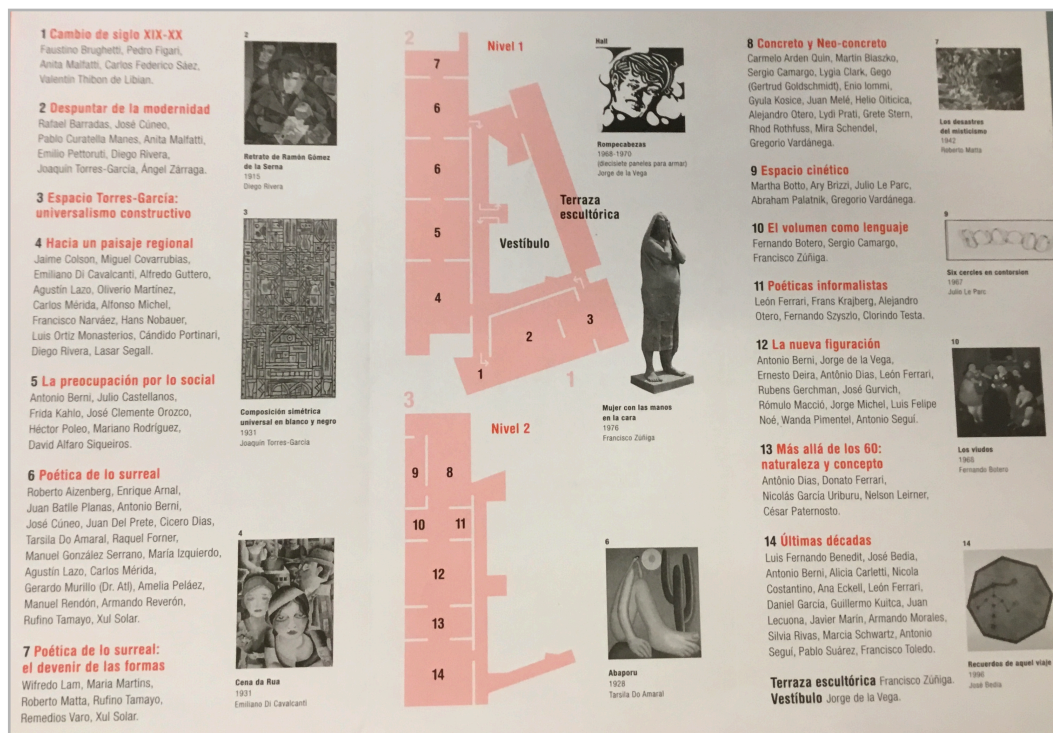 1 Cambio de siglo XIX-XX
Faustino Brughetti, Pedro Figari,
Anita Malfatti, Carlos Federico Sáez,
Valentín Thibon de Libian.
2 Despuntar de la modernidad
Rafael Barradas, José Cúneo,
Pablo Curatella Manes, Anita Malfatti,
Emilio Pettoruti, Diego Rivera,
Joaquín Torres-García, Ángel Zárraga.
3 Espacio Torres-García:
universalismo constructivo
4 Hacia un paisaje regional
Jaime Colson, Miguel Covarrubias,
Emiliano Di Cavalcanti, Alfredo Guttero,
Agustín Lazo, Oliverio Martínez,
Carlos Mérida, Alfonso Michel,
Francisco Narváez, Hans Nobauer,
Luis Ortiz Monasterios, Cándido Portinari,
Diego Rivera, Lasar Segall.
5 La preocupación por lo social
Antonio Berni, Julio Castellanos,
Frida Kahlo, José Clemente Orozco,
Héctor Poleo, Mariano Rodríguez,
David Alfaro Siqueiros.
6 Poética de lo surreal
Roberto Aizenberg, Enrique Arnal,
Juan Batlle Planas, Antonio Berni,
José Cúneo, Juan Del Prete, Cicero Dias,
Tarsila Do Amaral, Raquel Forner,
Manuel González Serrano, María Izquierdo,
Agustín Lazo, Carlos Mérida,
Gerardo Murillo (Dr. Atl), Amelia Peláez,
Manuel Rendón, Armando Reverón,
Rufino Tamayo, Xul Solar.
7 Poética de lo surreal:
el devenir de las formas
Wifredo Lam, Maria Martins,
Roberto Matta, Rufino Tamayo,
Remedios Varo, Xul Solar.
2
Retrato de Ramón Gómez
de la Serna
1915
Diego Rivera
3
Composición simétrica
universal en blanco y negro
1931
Joaquín Torres-García
4
Cena da Rua
1931
Emiliano Di Cavalcanti
2
Nivel 1
7
6
6
5
4
Vestíbulo
Terraza
escultórica
2
3
1
1
3
Nivel 2
9
8
10
11
12
13
14
Hall
Rompecabezas
1968-1970
(diecisiete paneles para armar)
Jorge de la Vega
Mujer con las manos
en la cara
1976
Francisco Zúñiga
6
Abaporu
1928
Tarsila Do Amaral
8 Concreto y Neo-concreto
Carmelo Arden Quin, Martín Blaszko,
Sergio Camargo, Lygia Clark, Gego
(Gertrud Goldschmidt), Enio Iommi,
Gyula Kosice, Juan Melé, Helio Oiticica,
Alejandro Otero, Lydi Prati, Grete Stern,
Rhod Rothfuss, Mira Schendel,
Gregorio Vardánega.
9 Espacio cinético
Martha Botto, Ary Brizzi, Julio Le Parc,
Abraham Palatnik, Gregorio Vardánega.
10 El volumen como lenguaje
Fernando Botero, Sergio Camargo,
Francisco Zúñiga.
11 Poéticas informalistas
León Ferrari, Frans Krajberg, Alejandro
Otero, Fernando Szyszlo, Clorindo Testa.
12 La nueva figuración
Antonio Berni, Jorge de la Vega,
Ernesto Deira, Antônio Dias, León Ferrari,
Rubens Gerchman, José Gurvich,
Rómulo Macció, Jorge Michel, Luis Felipe
Noé, Wanda Pimentel, Antonio Seguí.
13 Más allá de los 60:
naturaleza y concepto
Antônio Dias, Donato Ferrari,
Nicolás García Uriburu, Nelson Leirner,
César Paternosto.
14 Últimas décadas
Luis Fernando Benedit, José Bedia,
Antonio Berni, Alicia Carletti, Nicola
Costantino, Ana Eckell, León Ferrari,
Daniel García, Guillermo Kuitca, Juan
Lecuona, Javier Marin, Armando Morales,
Silvia Rivas, Marcia Schwartz, Antonio
Seguí, Pablo Suárez, Francisco Toledo.
Terraza escultórica Francisco Zúñiga.
Vestíbulo Jorge de la Vega.
7
Los desastres
del misticismo
1942
Roberto Matta
9
Six cercles en contorsion
1967
Julio Le Parc
10
Los viudos
1968
Fernando Botero
14
Recuerdos de aquel viaje
1996
José Bedia